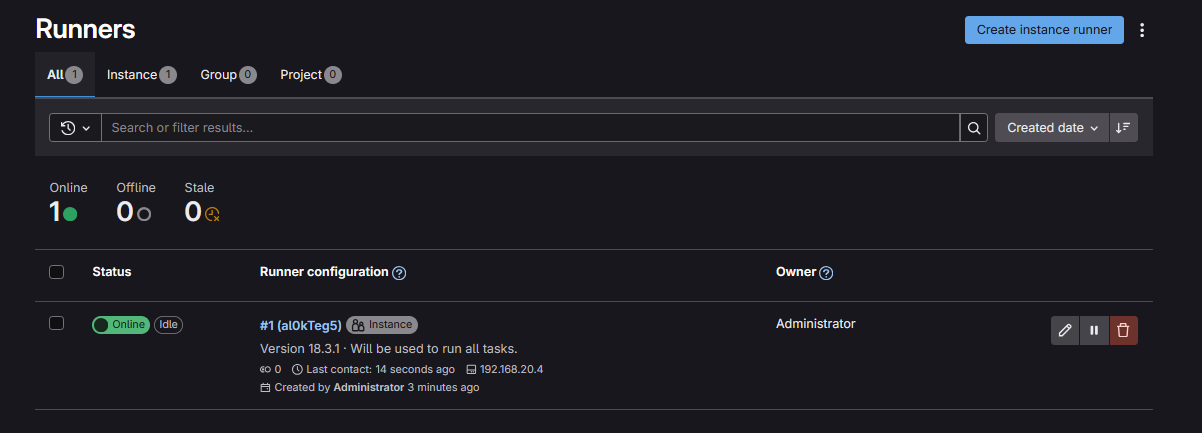 Runners
Create instance runner
All 1 Instance 1 Group 0 Project 0
Search or filter results...
Created date
Online Offline Stale
1 0 0
Status Runner configuration Owner
Online Idle #1 (al0kTeg5) Instance Administrator
Version 18.3.1 · Will be used to run all tasks.
0 Last contact: 14 seconds ago 192.168.20.4
Created by Administrator 3 minutes ago